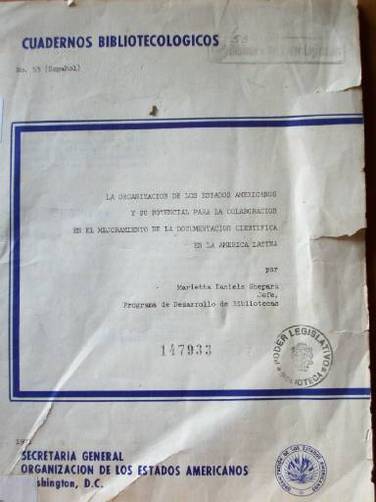 CUADERNOS BIBLIOTECOLOGICOS
No. 55 (Español)
LA ORGANIZACION DE LOS ESTADOS AMERICANOS
Y SU POTENCIAL PARA LA COLABORACION
EN EL MEJORAMIENTO DE LA DOCUMENTACION CIENTIFICA
EN LA AMERICA LATINA
por
Marietta Daniels Shepard
Jefe,
Programa de Desarrollo de Bibliotecas
147933
PODER LEGISLATIVO
BIBLIOTECA
SECRETARIA GENERAL
ORGANIZACION DE LOS ESTADOS AMERICANOS
Washington, D.C.